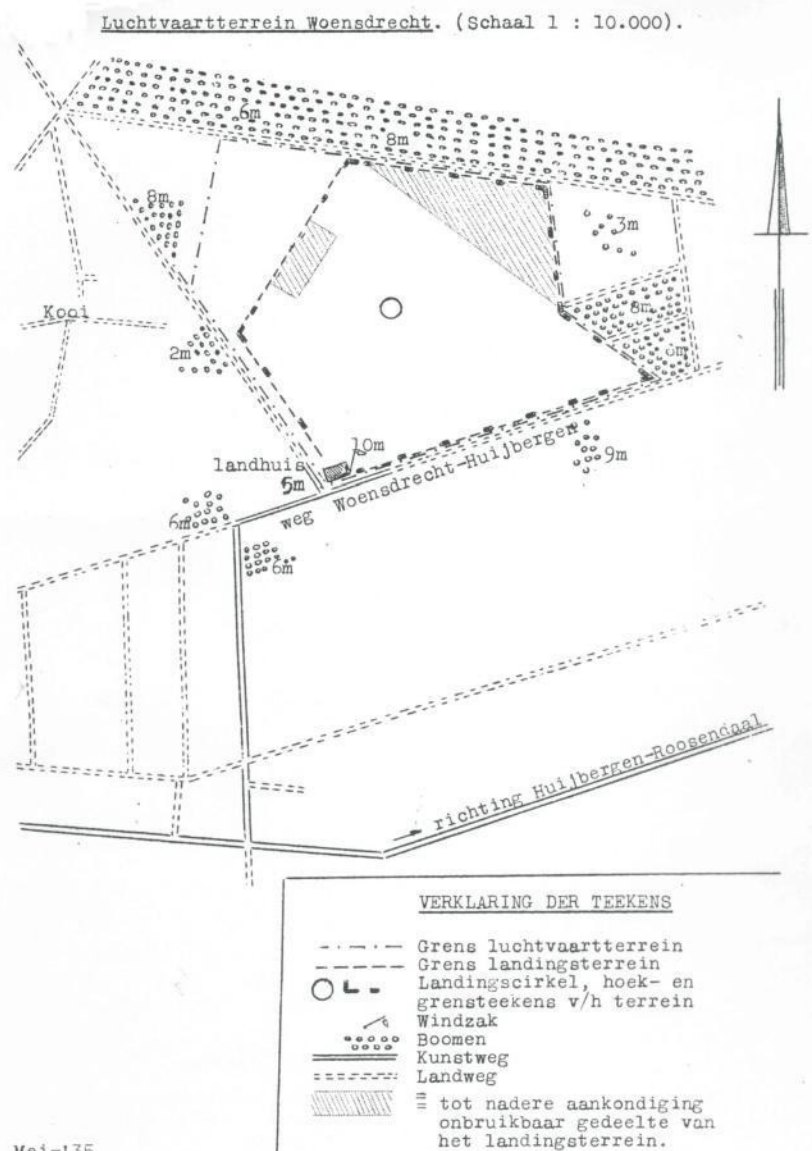 Luchtvaartterrein Woensdrecht. (Schaal 1 : 10.000).
6m
8m
8m
3m
Kooi
8m
2m
10m
landhuis
5m
9m
weg Woensdrecht-Huijbergen
6m
6m
richting Huijbergen-Roosendaal
VERKLARING DER TEEKENS
Grens luchtvaartterrein
Grens landingsterrein
Landingscirkel, hoek- en
grensteekens v/h terrein
Windzak
Boomen
Kunstweg
Landweg
= tot nadere aankondiging
onbruikbaar gedeelte van
het landingsterrein.
Mei-'35